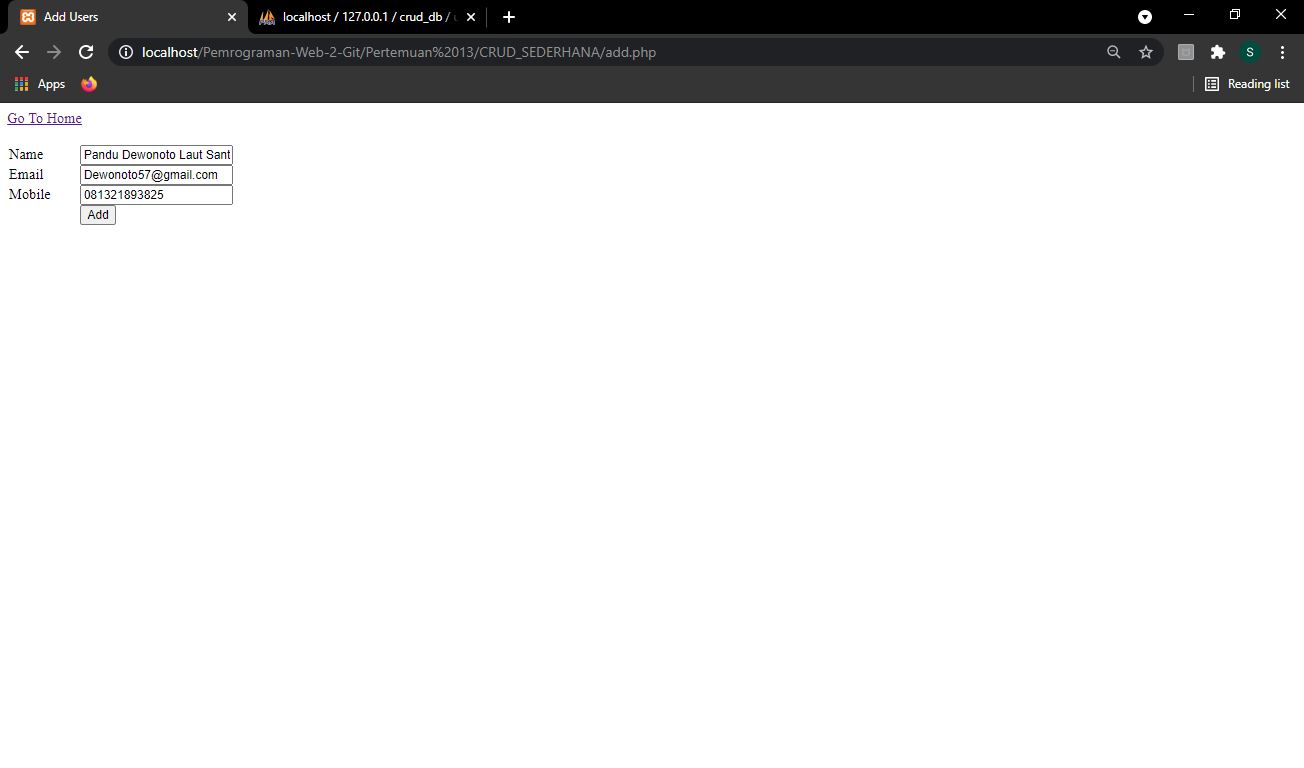 Add Users
localhost / 127.0.0.1 / crud_db /
localhost/Pemrograman-Web-2-Git/Pertemuan%2013/CRUD_SEDERHANA/add.php
S
Apps
Reading list
Go To Home
Name Pandu Dewonoto Laut Sant
Email Dewonoto57@gmail.com
Mobile 081321893825
Add